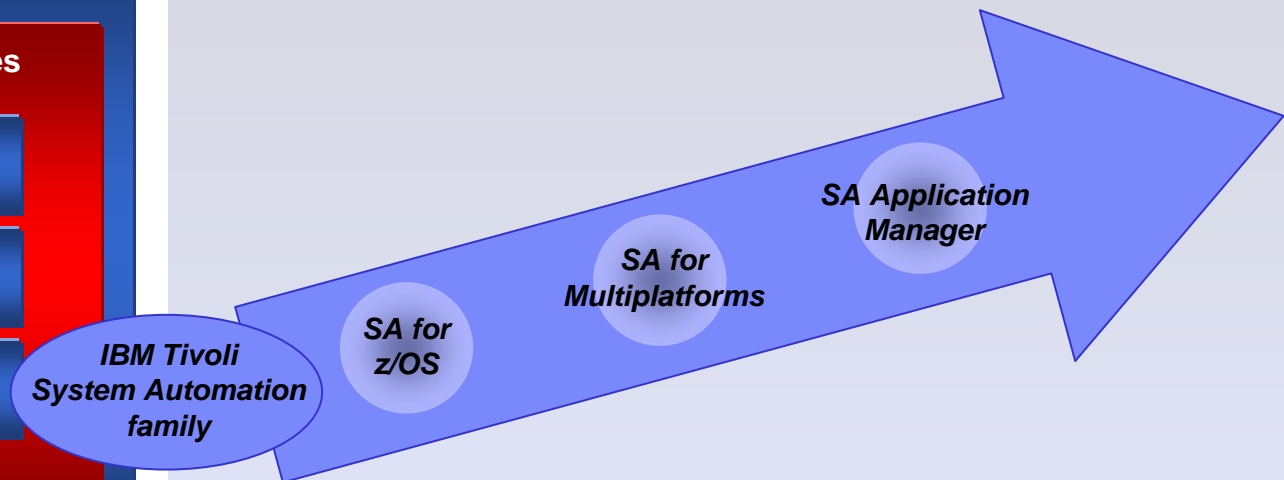 es
SA Application
Manager
SA for
Multiplatforms
SA for
z/OS
IBM Tivoli
System Automation
family